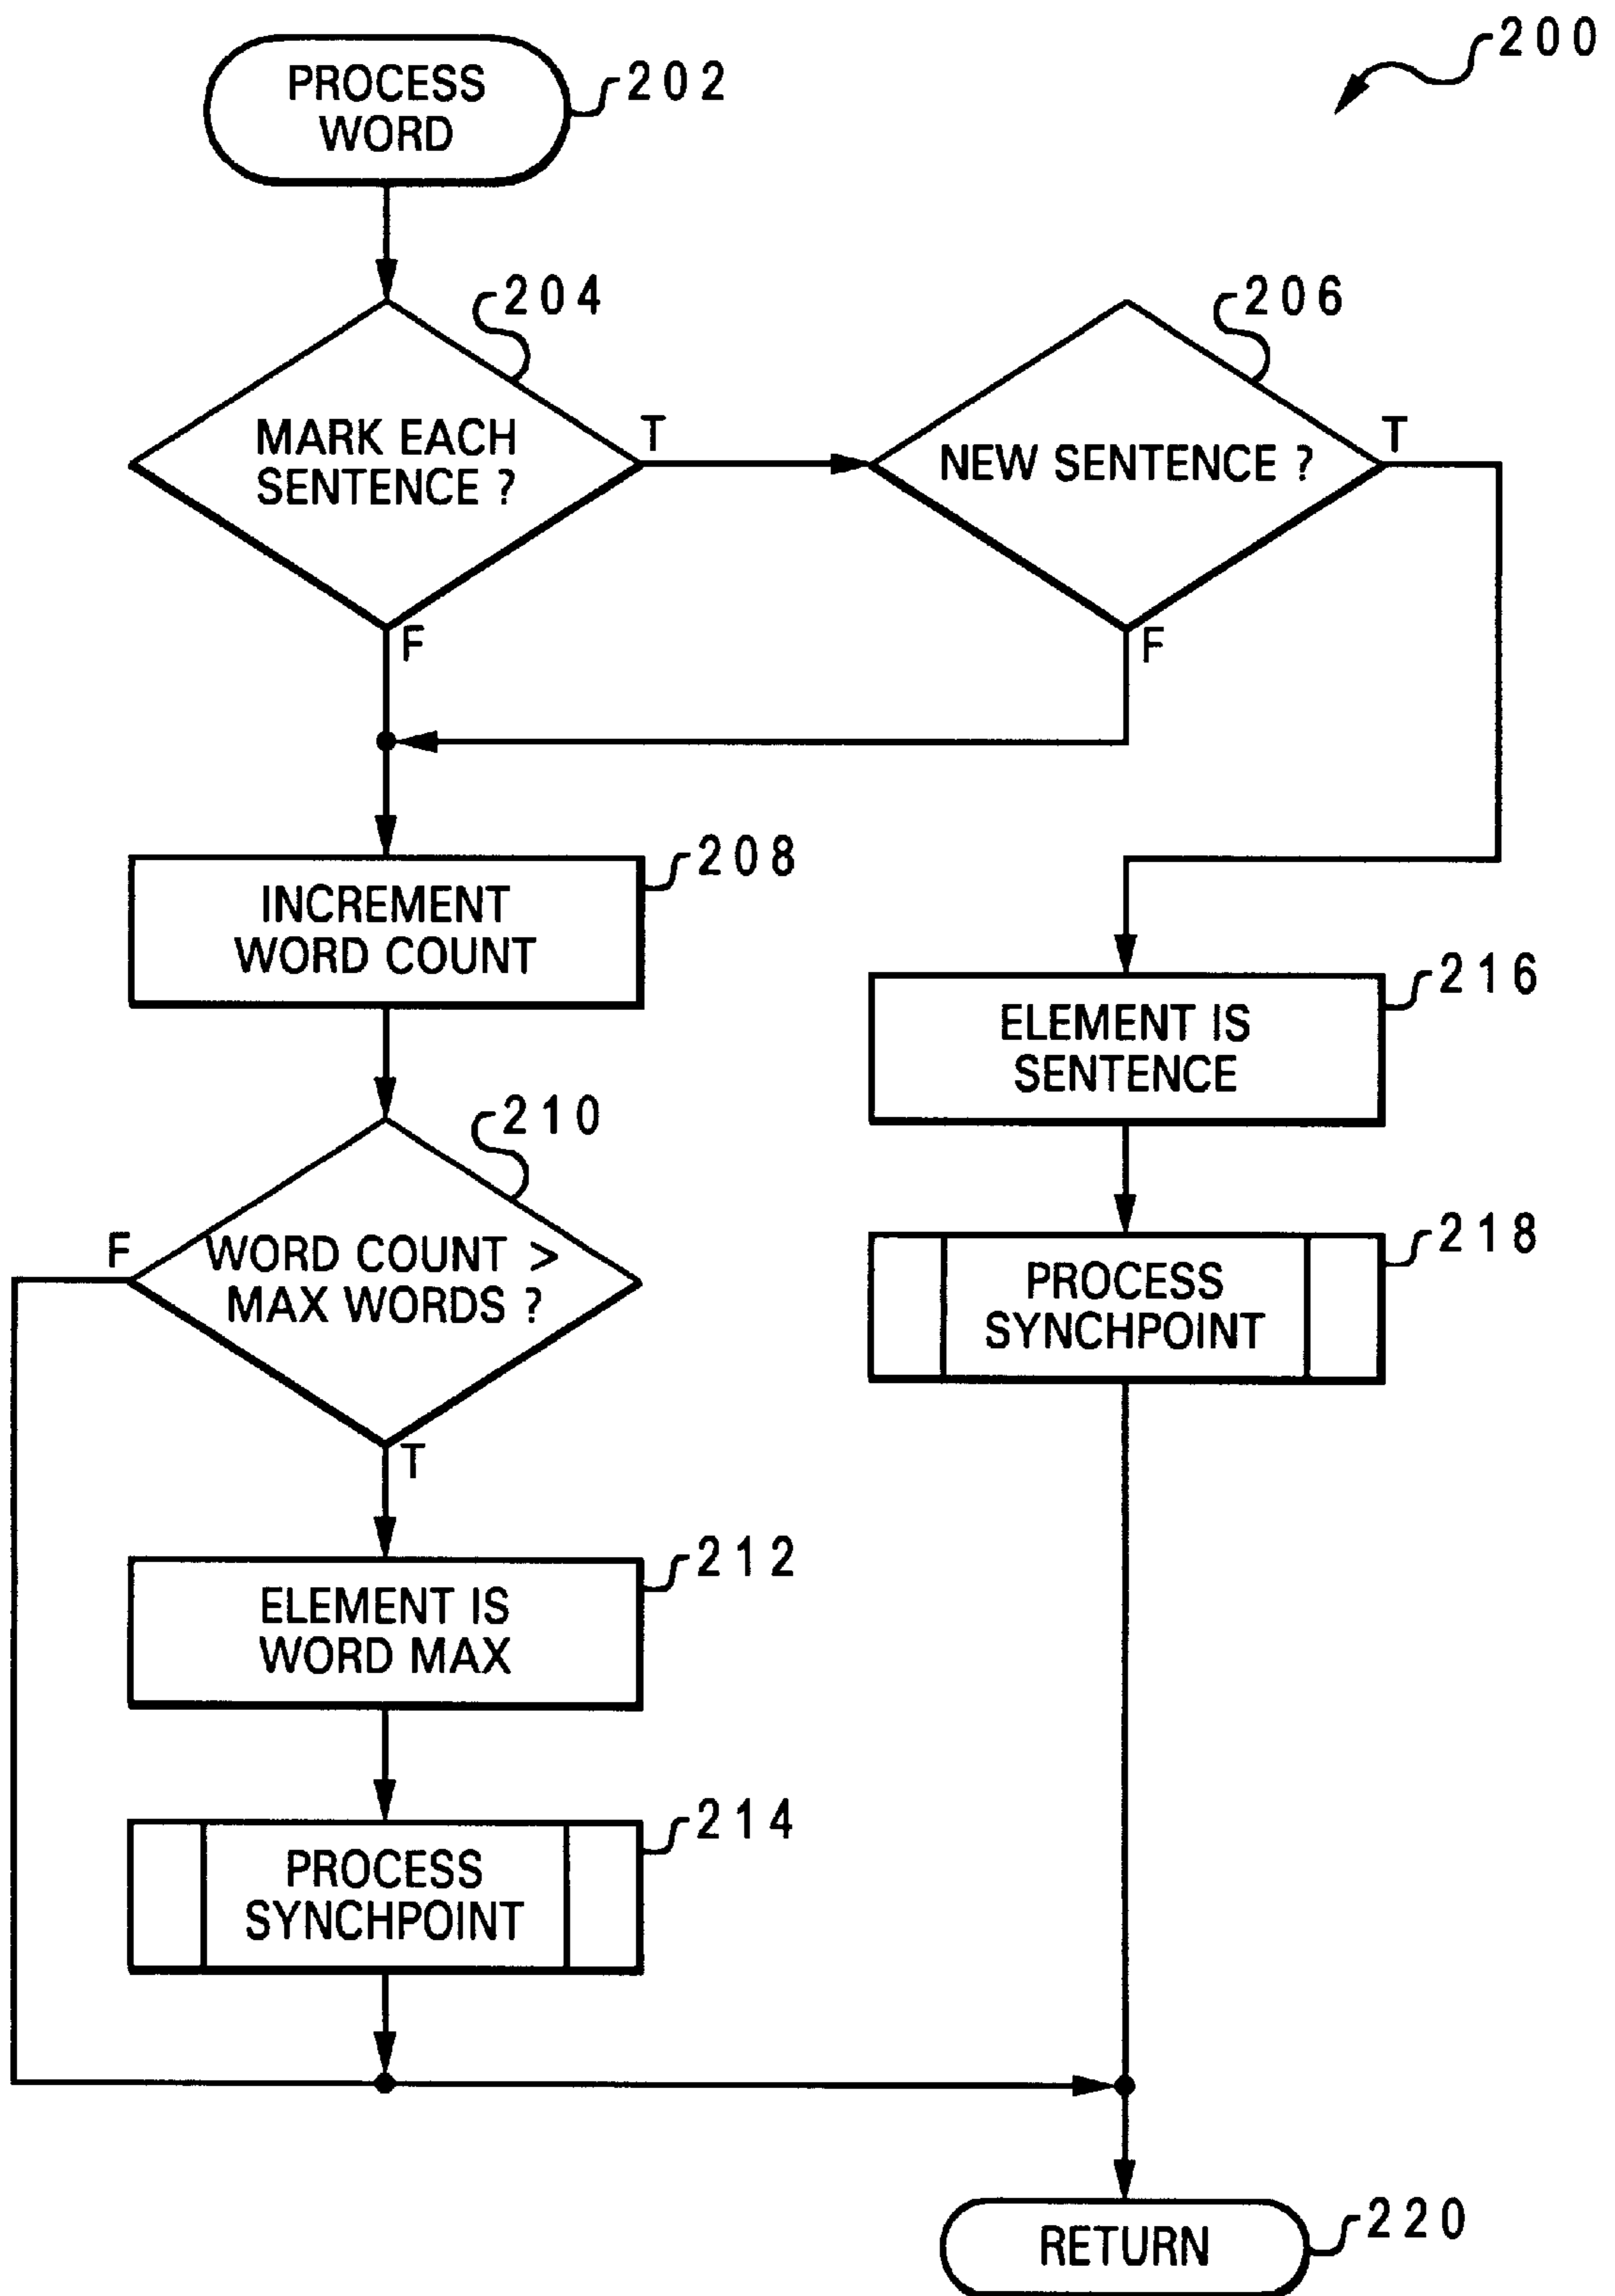 200
PROCESS
WORD
202
204
MARK EACH
SENTENCE ?
T
F
206
NEW SENTENCE ?
T
F
208
INCREMENT
WORD COUNT
210
F
WORD COUNT >
MAX WORDS ?
T
212
ELEMENT IS
WORD MAX
214
PROCESS
SYNCHPOINT
216
ELEMENT IS
SENTENCE
218
PROCESS
SYNCHPOINT
RETURN
220